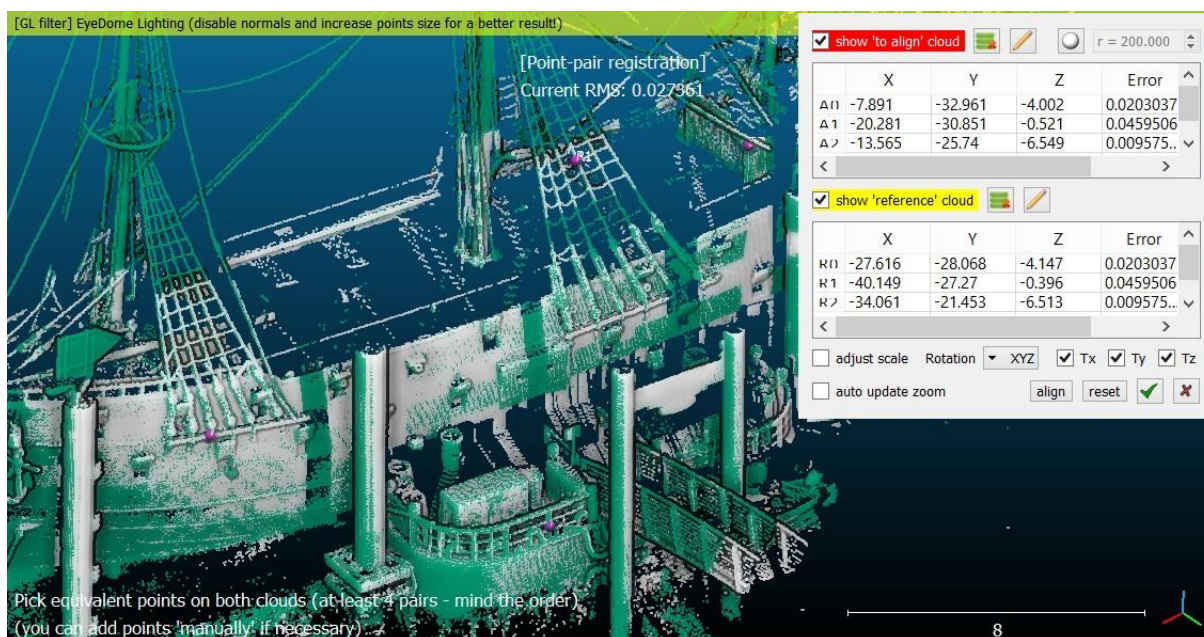 [GL filter] EyeDome Lighting (disable normals and increase points size for a better result!)
[Point-pair registration]
Current RMS: 0.027361
show 'to align' cloud r = 200.000
X Y Z Error
A0 -7.891 -32.961 -4.002 0.0203037
A1 -20.281 -30.851 -0.521 0.0459506
A2 -13.565 -25.74 -6.549 0.009575...
show 'reference' cloud
X Y Z Error
R0 -27.616 -28.068 -4.147 0.0203037
R1 -40.149 -27.27 -0.396 0.0459506
R2 -34.061 -21.453 -6.513 0.009575...
adjust scale Rotation XYZ Tx Ty Tz
auto update zoom align reset
Pick equivalent points on both clouds (at least 4 pairs - mind the order)
(you can add points 'manually' if necessary)
8